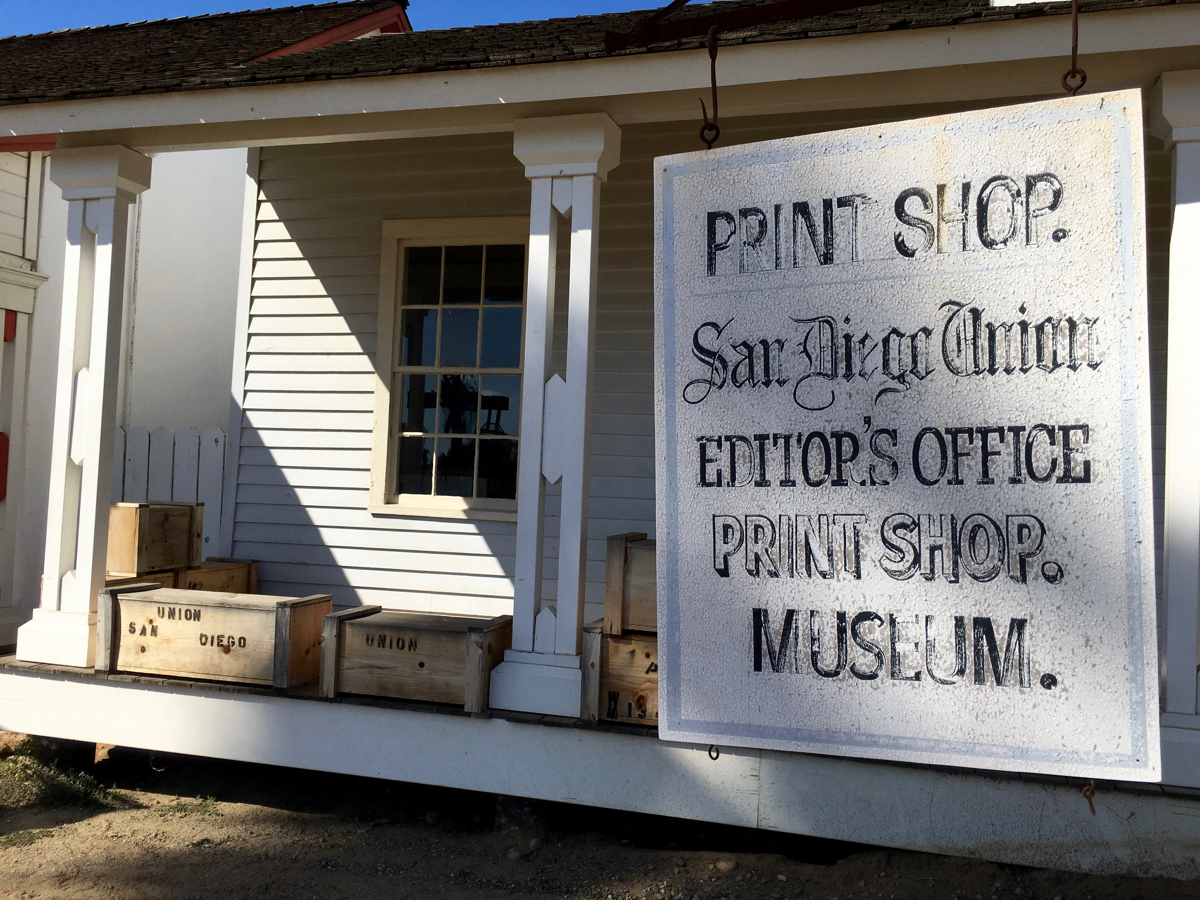 PRINT SHOP.
San Diego Union
EDITOR'S OFFICE
PRINT SHOP.
MUSEUM.
UNION
SAN DIEGO
UNION